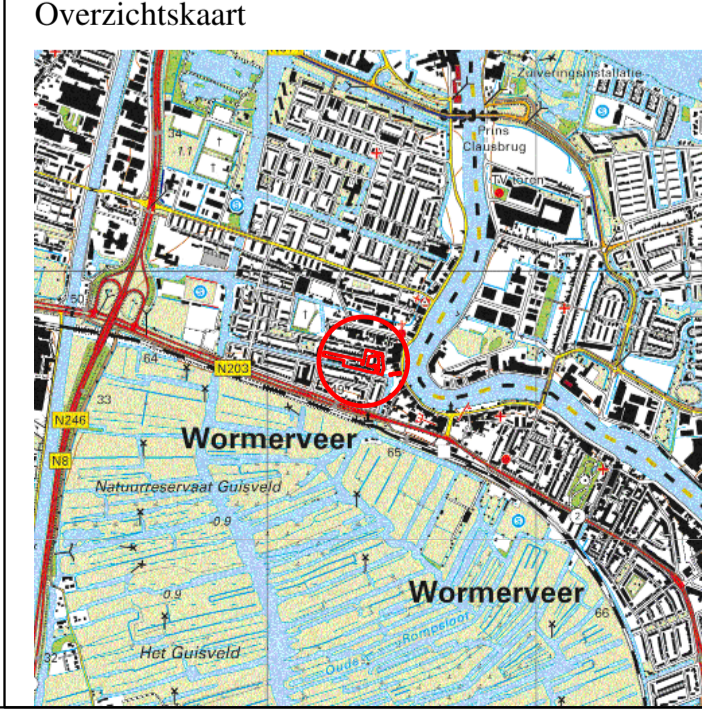 Overzichtskaart
Zuiveringsinstallatie
Prins
Clausbrug
TV toren
34
1.1
50
64
N203
33
N246
N8
Wormerveer
65
Natuurreservaat Guisveld
-0.9
2
Wormerveer
0.9
66
Oude Rompsloot
Het Guisveld
32